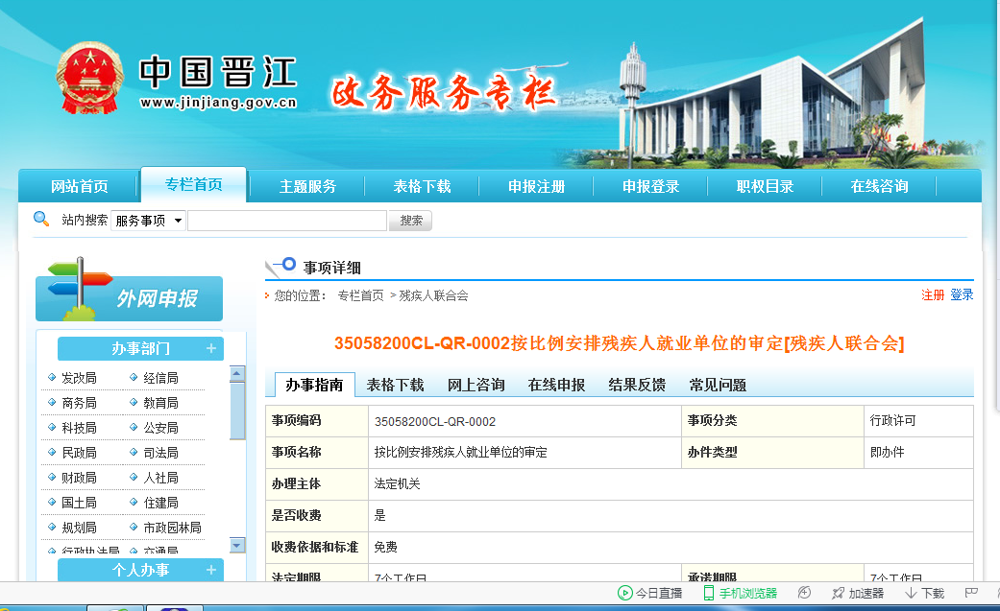 中国晋江
www.jinjiang.gov.cn
政务服务专栏
网站首页 专栏首页 主题服务 表格下载 申报注册 申报登录 职权目录 在线咨询
站内搜索 服务事项 搜索
外网申报
办事部门 +
发改局 经信局
商务局 教育局
科技局 公安局
民政局 司法局
财政局 人社局
国土局 住建局
规划局 市政园林局
行政执法局 交通局
个人办事 +
事项详细
您的位置: 专栏首页 >残疾人联合会 注册 登录
35058200CL-QR-0002按比例安排残疾人就业单位的审定[残疾人联合会]
办事指南 表格下载 网上咨询 在线申报 结果反馈 常见问题
事项编码 35058200CL-QR-0002 事项分类 行政许可
事项名称 按比例安排残疾人就业单位的审定 办件类型 即办件
办理主体 法定机关
是否收费 是
收费依据和标准 免费
法定期限 7个工作日 承诺期限 7个工作日
今日直播 手机浏览器 加速器 下载